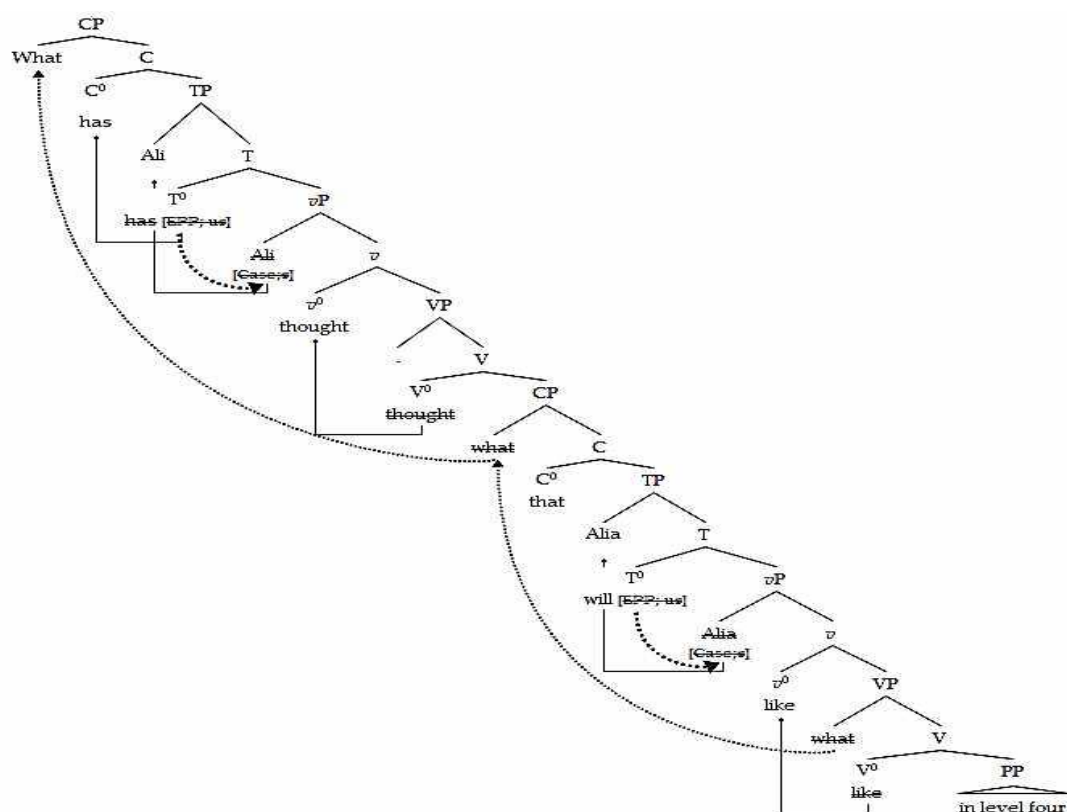 CP
What C
C⁰ TP
has
Ali T
T⁰ vP
has [EPP; us]
Ali v
[Case;s]
v⁰ VP
thought
- V
V⁰ CP
thought
what C
C⁰ TP
that
Alia T
T⁰ vP
will [EPP; us]
Alia v
[Case;s]
v⁰ VP
like
what V
V⁰ PP
like in level four